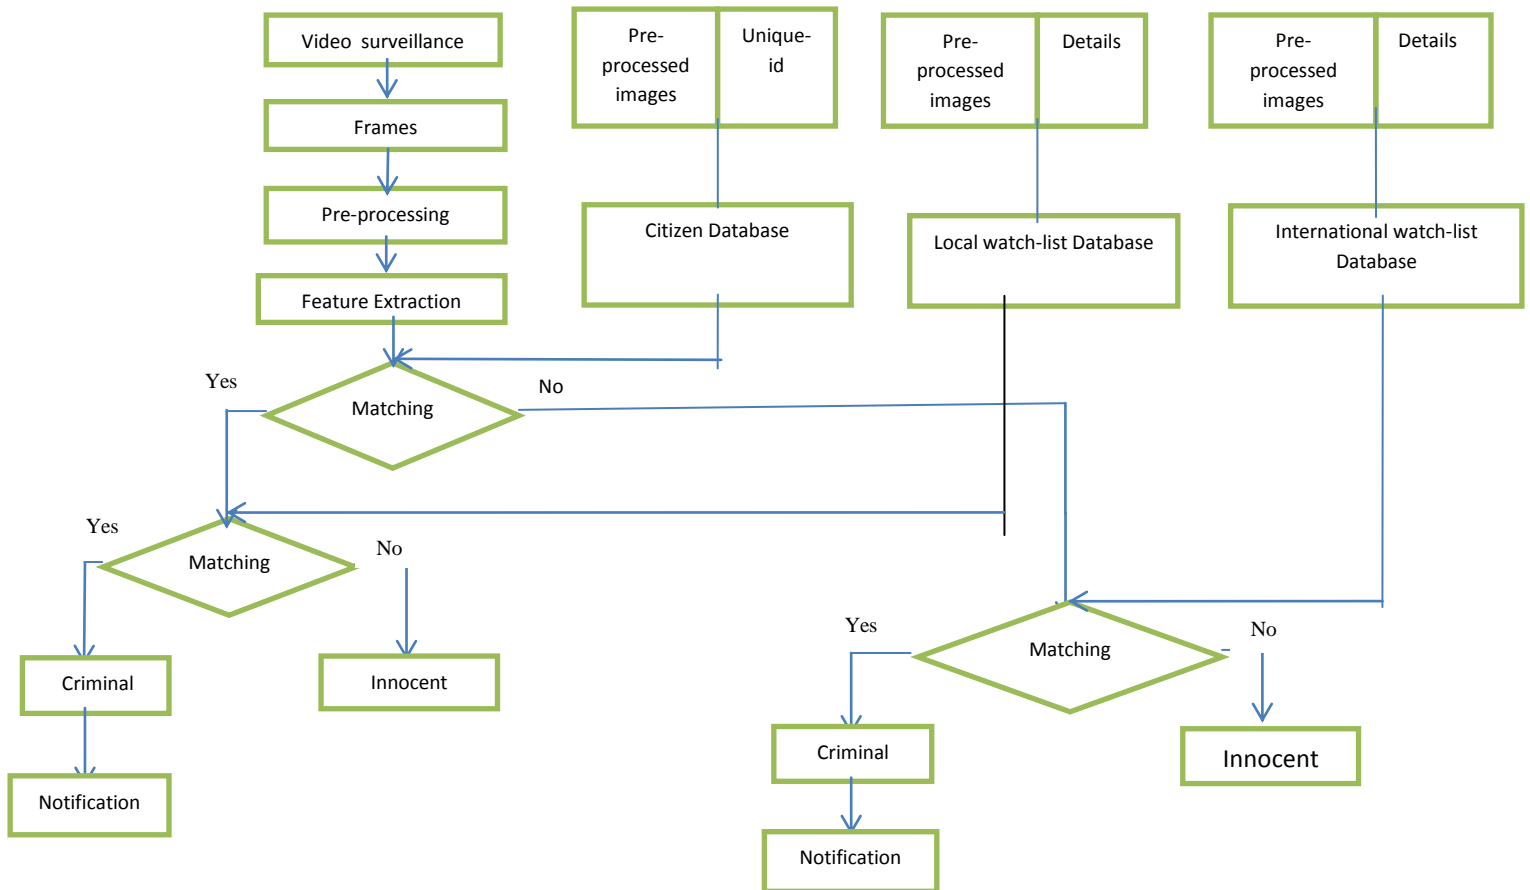 Video surveillance
Frames
Pre-processing
Feature Extraction
Pre-
processed
images
Unique-
id
Pre-
processed
images
Details
Pre-
processed
images
Details
Citizen Database
Local watch-list Database
International watch-list
Database
Yes
Matching
No
Yes
Matching
No
Criminal
Innocent
Notification
Yes
Matching
No
Criminal
Innocent
Notification